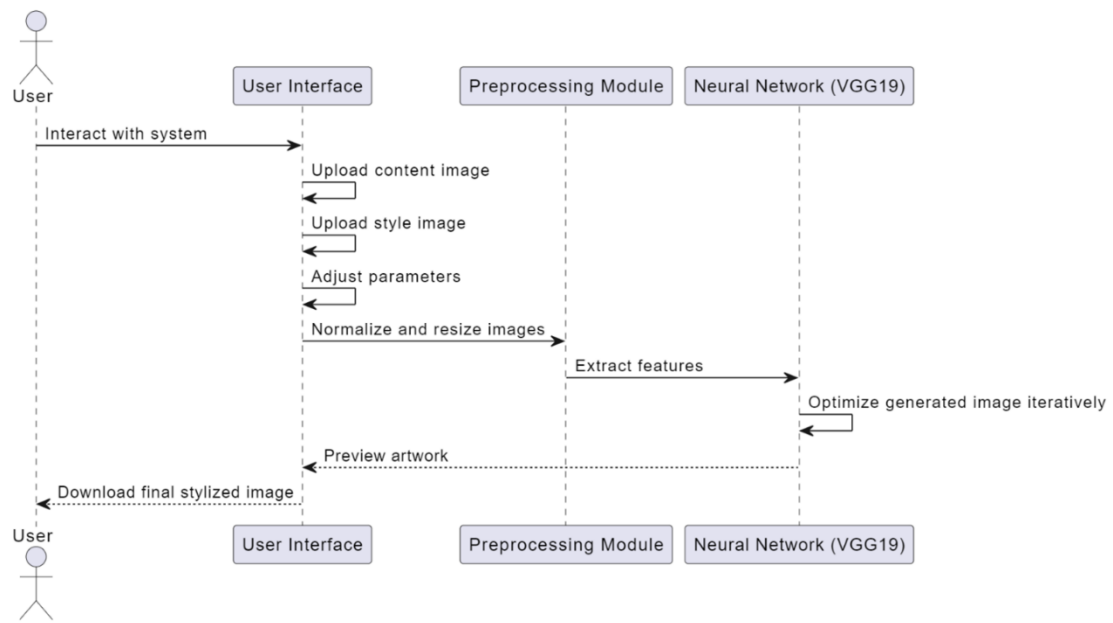 User
User Interface
Preprocessing Module
Neural Network (VGG19)
Interact with system
Upload content image
Upload style image
Adjust parameters
Normalize and resize images
Extract features
Optimize generated image iteratively
Preview artwork
Download final stylized image
User
User Interface
Preprocessing Module
Neural Network (VGG19)